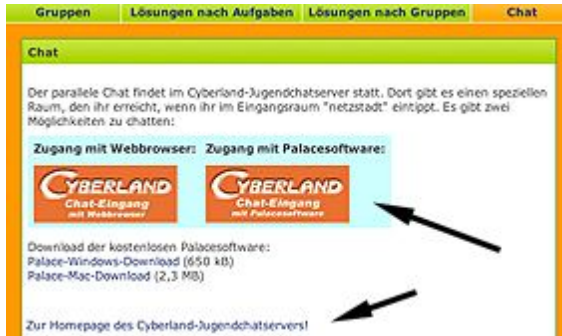 Gruppen Lösungen nach Aufgaben Lösungen nach Gruppen Chat
Chat
Der parallele Chat findet im Cyberland-Jugendchatserver statt. Dort gibt es einen speziellen
Raum, den ihr erreicht, wenn ihr im Eingangsraum "netzstadt" eintippt. Es gibt zwei
Möglichkeiten zu chatten:
Zugang mit Webbrowser: Zugang mit Palacesoftware:
CYBERLAND CYBERLAND
Chat-Eingang Chat-Eingang
mit Webbrowser mit Palacesoftware
Download der kostenlosen Palacesoftware:
Palace-Windows-Download (650 kB)
Palace-Mac-Download (2,3 MB)
Zur Homepage des Cyberland-Jugendchatservers!